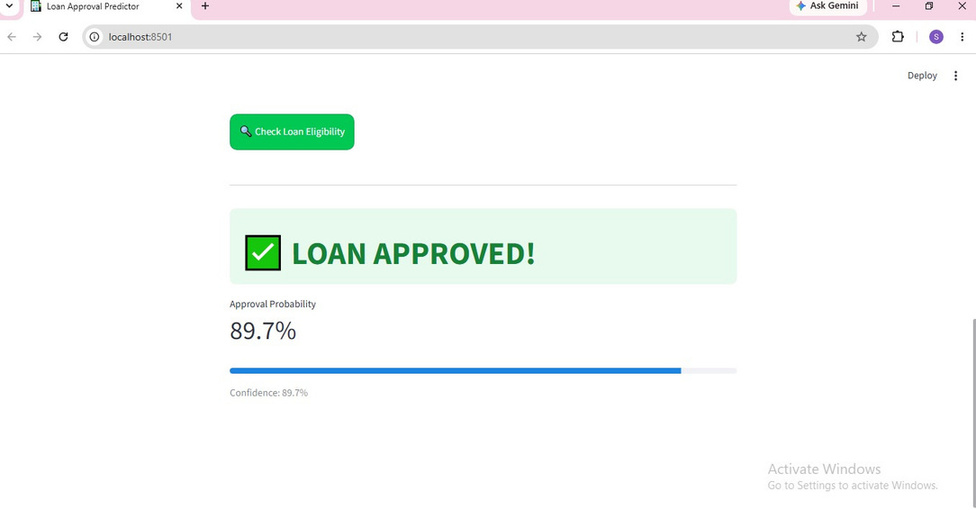 Loan Approval Predictor
Ask Gemini
localhost:8501
S
Deploy
Check Loan Eligibility
LOAN APPROVED!
Approval Probability
89.7%
Confidence: 89.7%
Activate Windows
Go to Settings to activate Windows.